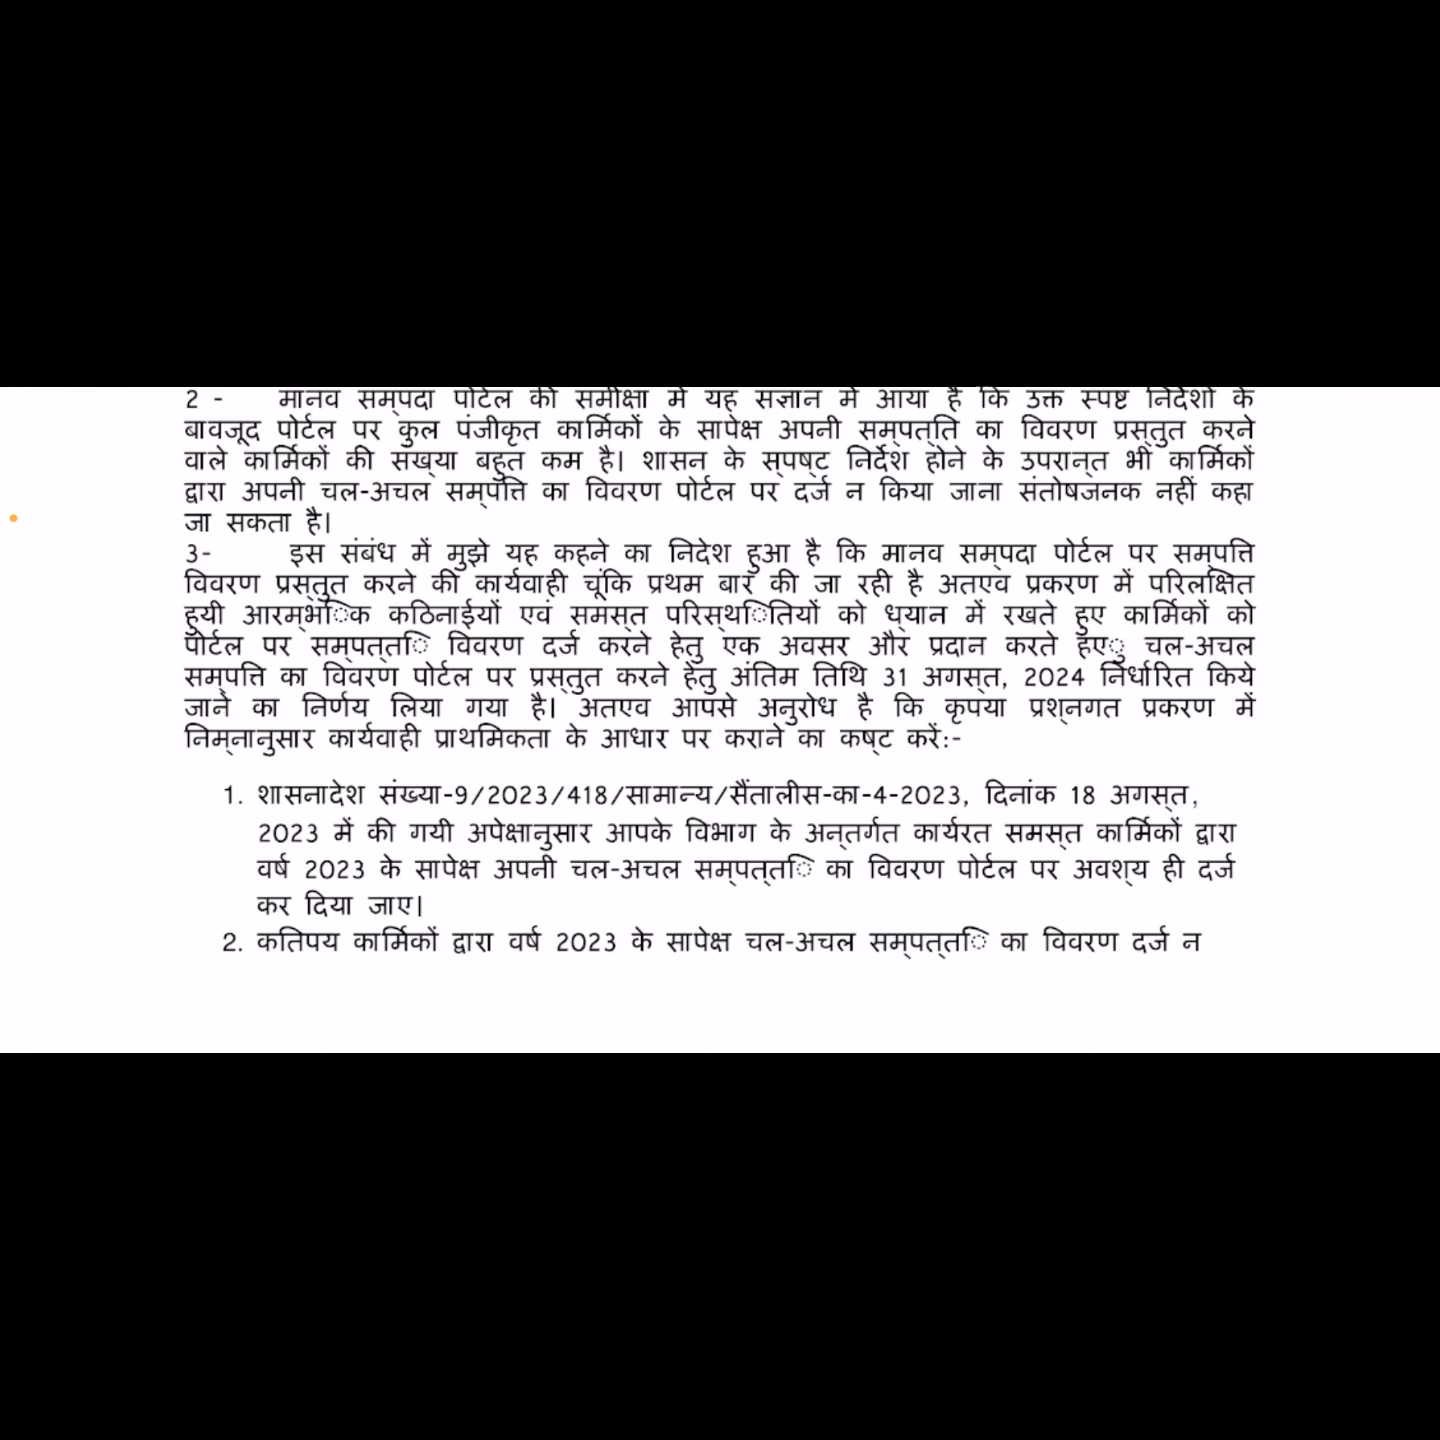 2 - मानव सम्पदा पोर्टल की समीक्षा में यह संज्ञान में आया है कि उक्त स्पष्ट निर्देशों के
बावजूद पोर्टल पर कुल पंजीकृत कार्मिकों के सापेक्ष अपनी सम्पत्ति का विवरण प्रस्तुत करने
वाले कार्मिकों की संख्या बहुत कम है। शासन के स्पष्ट निर्देश होने के उपरान्त भी कार्मिकों
द्वारा अपनी चल-अचल सम्पत्ति का विवरण पोर्टल पर दर्ज न किया जाना संतोषजनक नहीं कहा
जा सकता है।
3- इस संबंध में मुझे यह कहने का निदेश हुआ है कि मानव सम्पदा पोर्टल पर सम्पत्ति
विवरण प्रस्तुत करने की कार्यवाही चूंकि प्रथम बार की जा रही है अतएव प्रकरण में परिलक्षित
हुयी आरम्भिक कठिनाईयों एवं समस्त परिस्थितियों को ध्यान में रखते हुए कार्मिकों को
पोर्टल पर सम्पत्ति विवरण दर्ज करने हेतु एक अवसर और प्रदान करते हएु चल-अचल
सम्पत्ति का विवरण पोर्टल पर प्रस्तुत करने हेतु अंतिम तिथि 31 अगस्त, 2024 निर्धारित किये
जाने का निर्णय लिया गया है। अतएव आपसे अनुरोध है कि कृपया प्रश्नगत प्रकरण में
निम्नानुसार कार्यवाही प्राथमिकता के आधार पर कराने का कष्ट करें:-
1. शासनादेश संख्या-9/2023/418/सामान्य/सैंतालीस-का-4-2023, दिनांक 18 अगस्त,
2023 में की गयी अपेक्षानुसार आपके विभाग के अन्तर्गत कार्यरत समस्त कार्मिकों द्वारा
वर्ष 2023 के सापेक्ष अपनी चल-अचल सम्पत्ति का विवरण पोर्टल पर अवश्य ही दर्ज
कर दिया जाए।
2. कतिपय कार्मिकों द्वारा वर्ष 2023 के सापेक्ष चल-अचल सम्पत्ति का विवरण दर्ज न